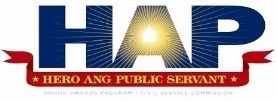 HAP
★ HERO ANG PUBLIC SERVANT ★
HONOR AWARDS PROGRAM | CIVIL SERVICE COMMISSION